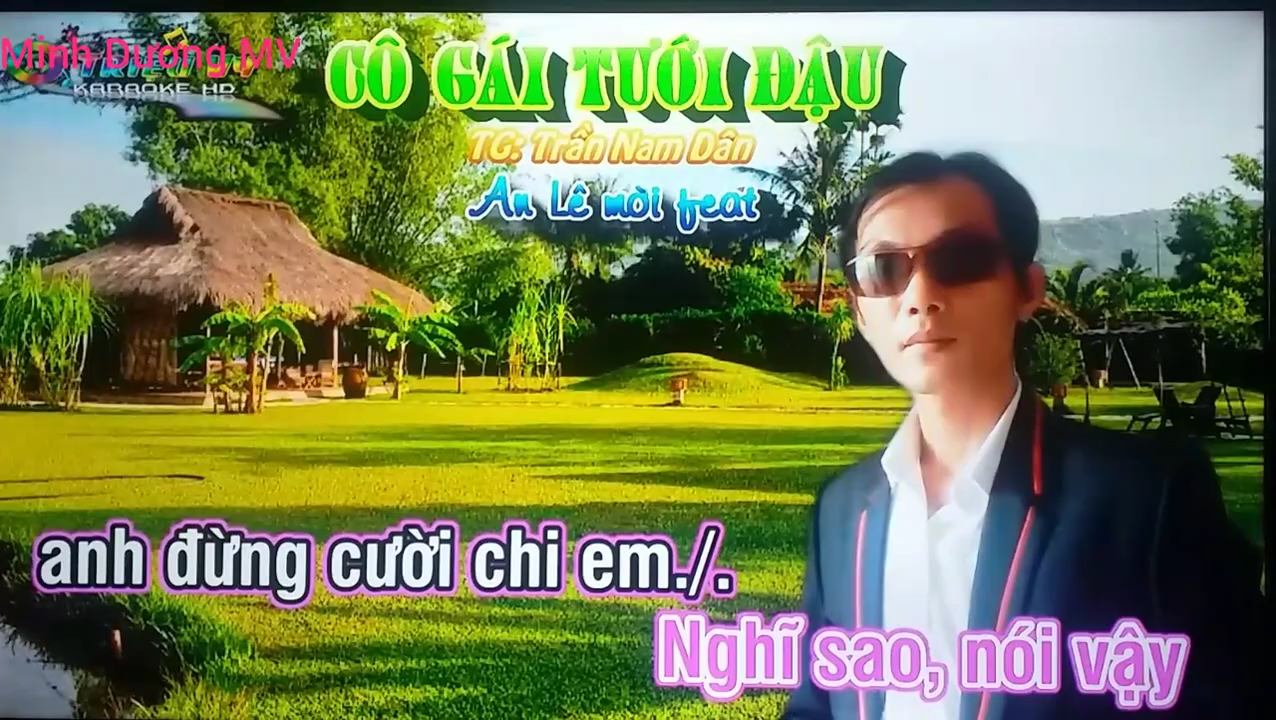 Minh Dương MV
KARAOKE HD
CÔ GÁI TƯỚI ĐẬU
TG: Trần Nam Dân
An Lê mời feat
anh đừng cười chi em./.
Nghĩ sao, nói vậy